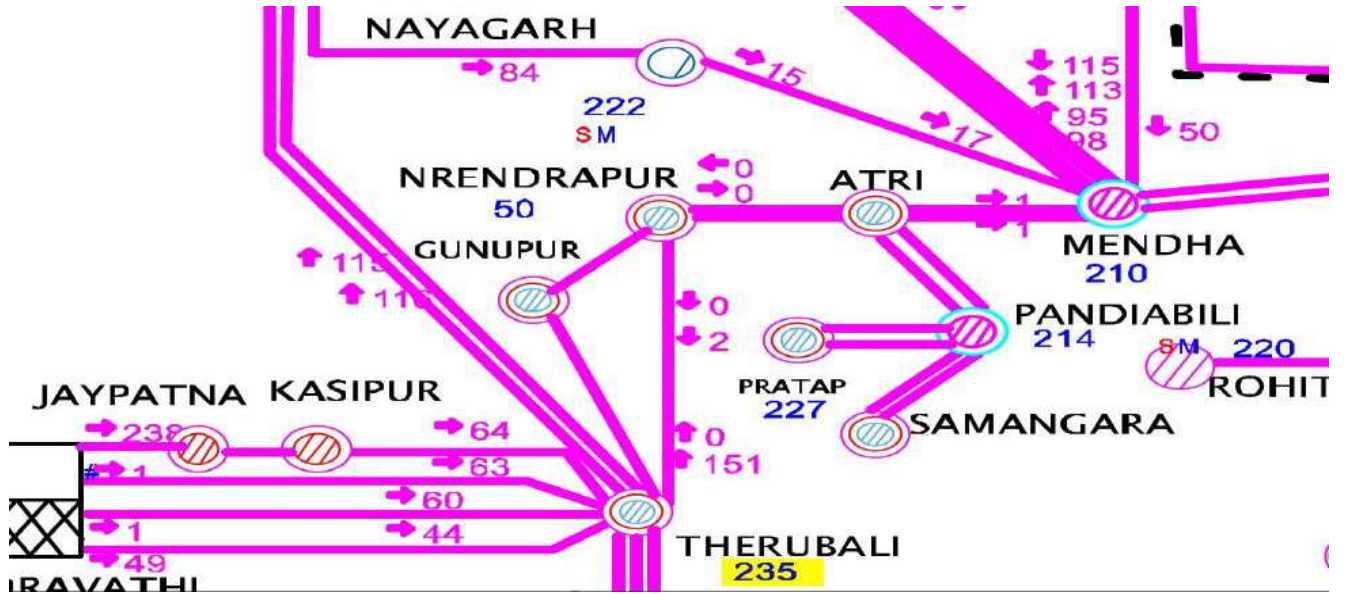 NAYAGARH
84
15
115
113
95
98
50
222
S M
17
NRENDRAPUR
0
0
ATRI
50
1
1
GUNUPUR
MENDHA
210
115
116
0
2
PANDIABILI
214
S M
220
PRATAP
227
ROHIT
JAYPATNA
KASIPUR
SAMANGARA
238
64
0
151
#
1
63
60
1
44
49
THERUBALI
235
RAVATHI